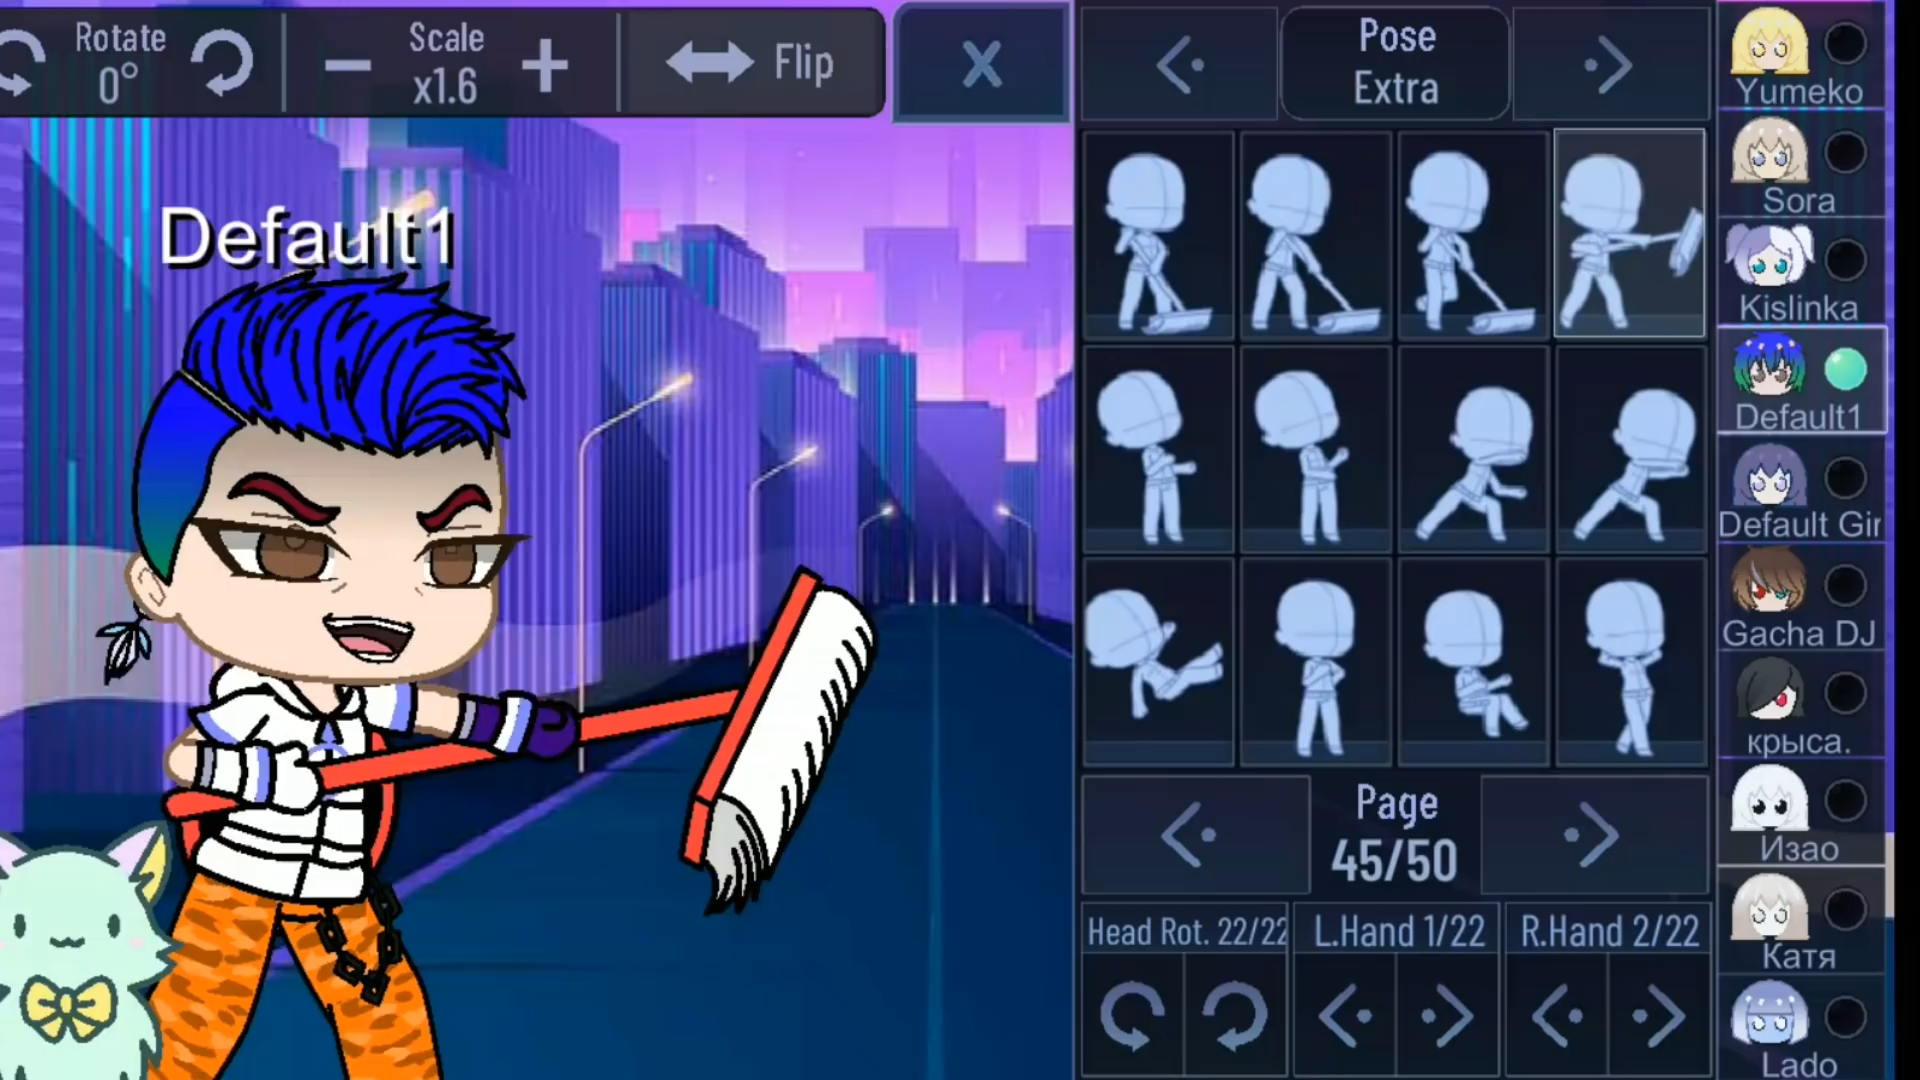 Rotate
0°
Scale
x1.6
Flip
X
Pose
Extra
Default1
Page
45/50
Head Rot. 22/22
L.Hand 1/22
R.Hand 2/22
Yumeko
Sora
Kislinka
Default1
Default Gir
Gacha DJ
крыса.
Изао
Катя
Lado